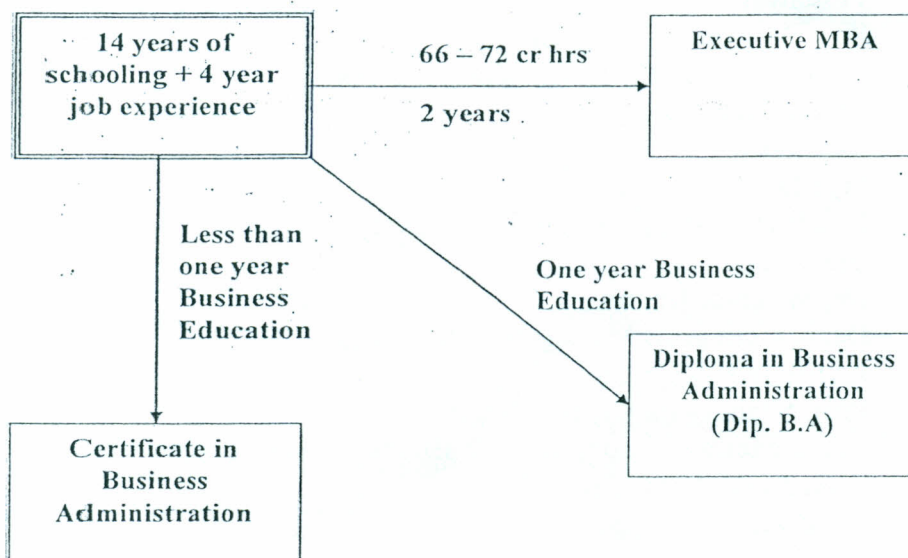 14 years of
schooling + 4 year
job experience
66 – 72 cr hrs
2 years
Executive MBA
Less than
one year
Business
Education
One year Business
Education
Diploma in Business
Administration
(Dip. B.A)
Certificate in
Business
Administration